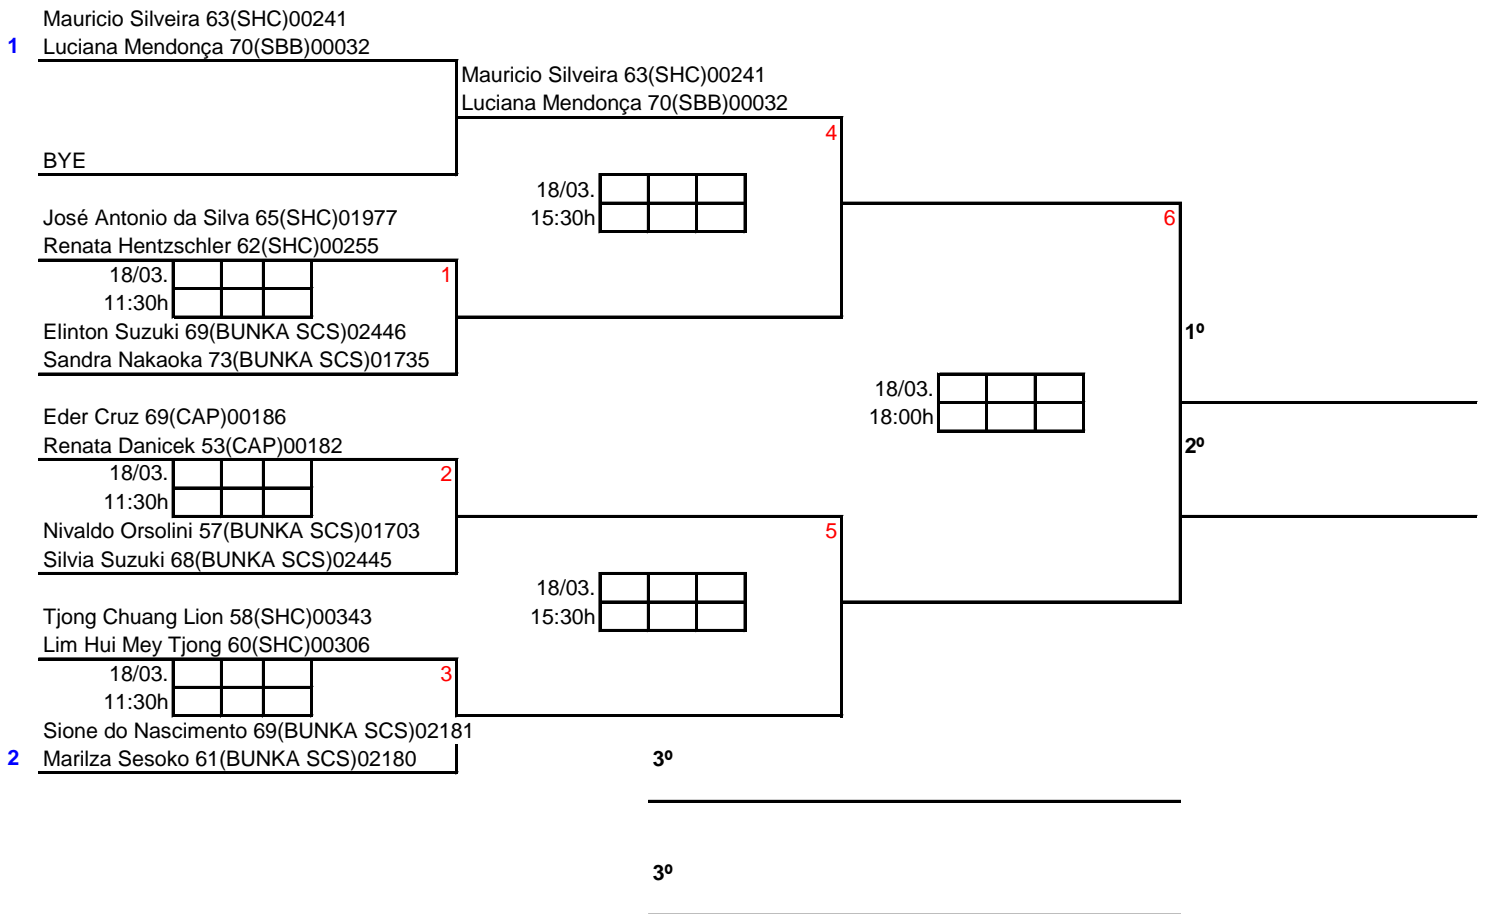 Mauricio Silveira 63(SHC)00241
1 Luciana Mendonça 70(SBB)00032
Mauricio Silveira 63(SHC)00241
Luciana Mendonça 70(SBB)00032
4
BYE
18/03.
15:30h
José Antonio da Silva 65(SHC)01977
6
Renata Hentzschler 62(SHC)00255
18/03.
1
11:30h
Elinton Suzuki 69(BUNKA SCS)02446
1º
Sandra Nakaoka 73(BUNKA SCS)01735
18/03.
18:00h
Eder Cruz 69(CAP)00186
Renata Danicek 53(CAP)00182
2º
18/03.
2
11:30h
Nivaldo Orsolini 57(BUNKA SCS)01703
5
Silvia Suzuki 68(BUNKA SCS)02445
18/03.
15:30h
Tjong Chuang Lion 58(SHC)00343
Lim Hui Mey Tjong 60(SHC)00306
18/03.
3
11:30h
Sione do Nascimento 69(BUNKA SCS)02181
2 Marilza Sesoko 61(BUNKA SCS)02180
3º
3º